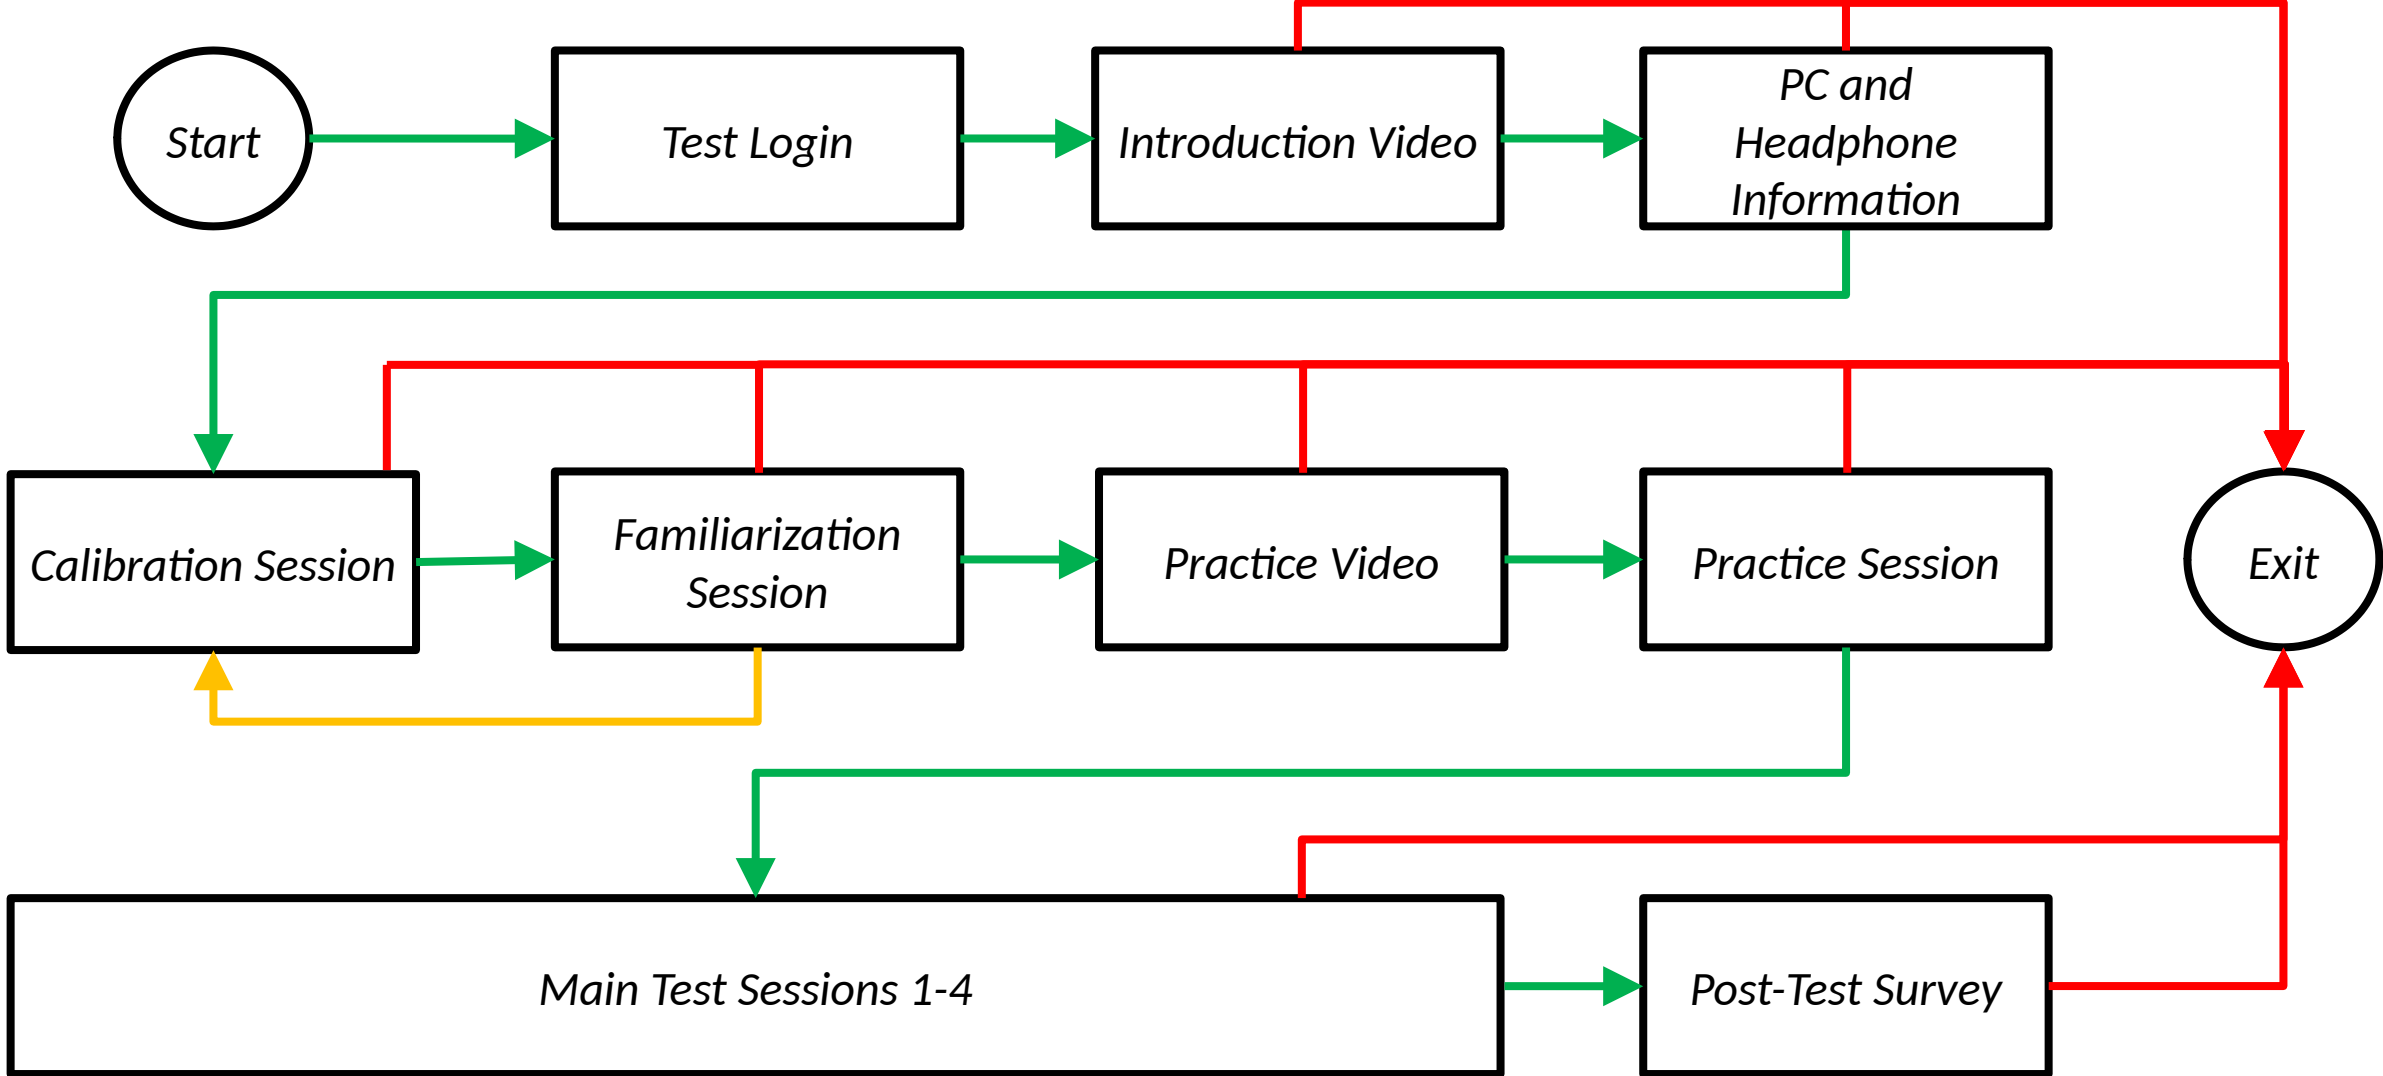 Start
Test Login
Introduction Video
PC and
Headphone
Information
Calibration Session
Familiarization
Session
Practice Video
Practice Session
Exit
Main Test Sessions 1-4
Post-Test Survey